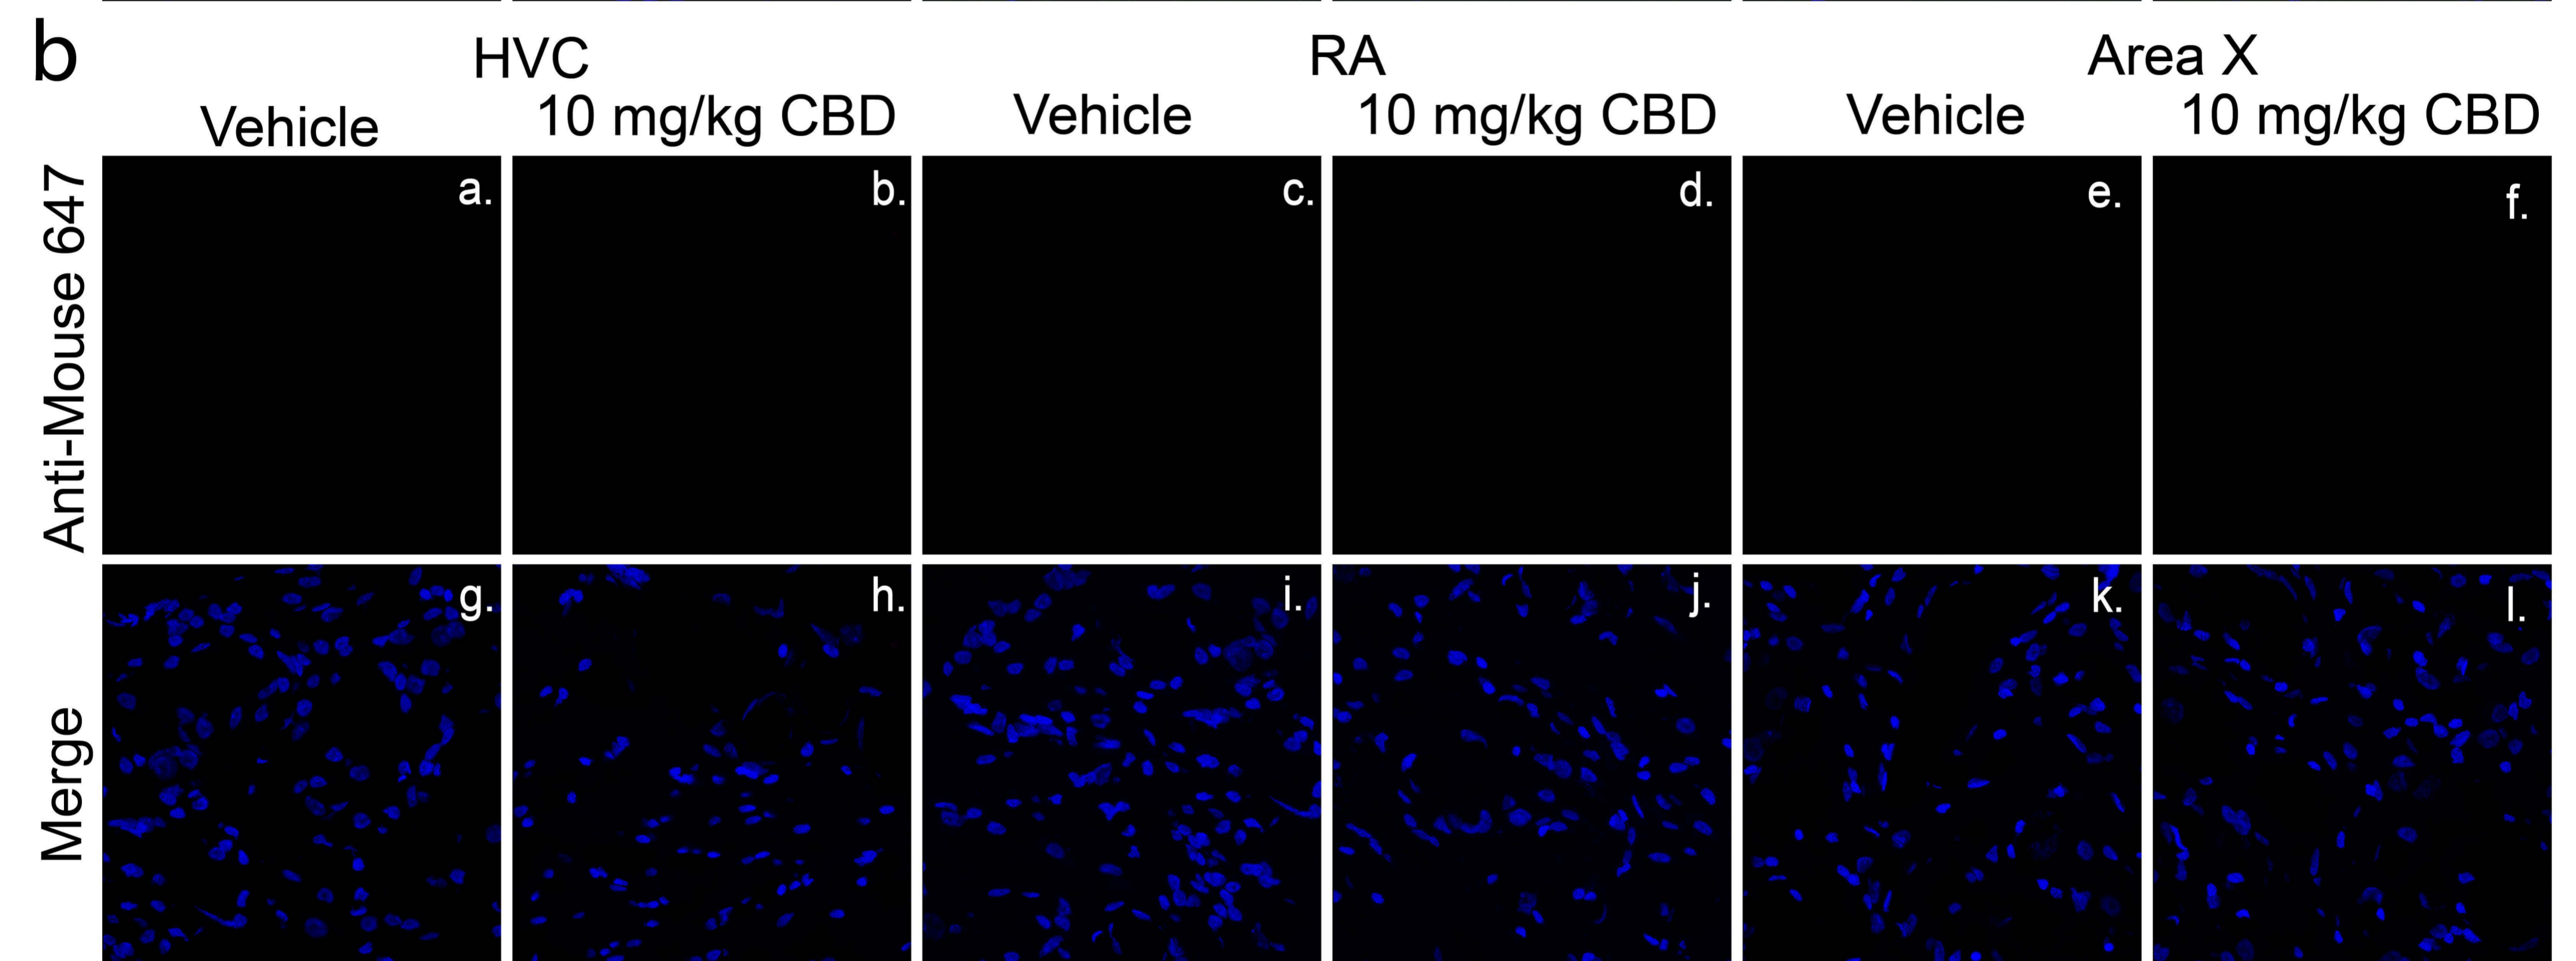 b
HVC
RA
Area X
Vehicle
10 mg/kg CBD
Vehicle
10 mg/kg CBD
Vehicle
10 mg/kg CBD
Anti-Mouse 647
a.
b.
c.
d.
e.
f.
Merge
g.
h.
i.
j.
k.
l.